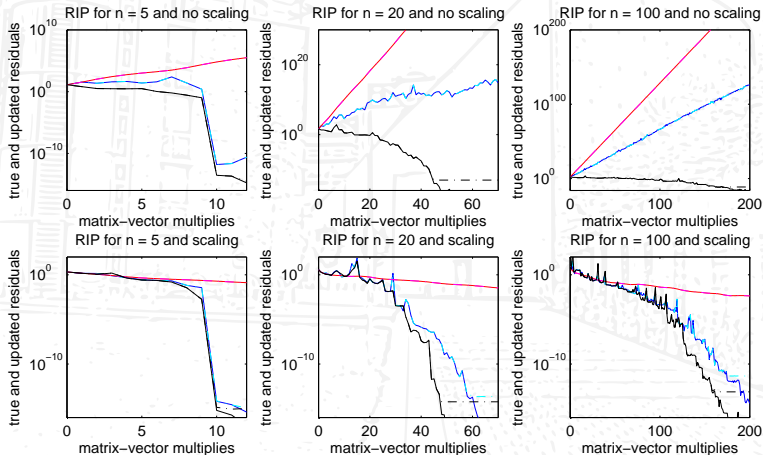 RIP for n = 5 and no scaling
RIP for n = 20 and no scaling
RIP for n = 100 and no scaling
true and updated residuals
10^10
10^0
10^-10
0 5 10
matrix-vector multiplies
true and updated residuals
10^20
10^0
0 20 40 60
matrix-vector multiplies
true and updated residuals
10^200
10^100
10^0
0 50 100 150 200
matrix-vector multiplies
RIP for n = 5 and scaling
RIP for n = 20 and scaling
RIP for n = 100 and scaling
true and updated residuals
10^0
10^-10
0 5 10
matrix-vector multiplies
true and updated residuals
10^0
10^-10
0 20 40 60
matrix-vector multiplies
true and updated residuals
10^0
10^-10
0 50 100 150 200
matrix-vector multiplies